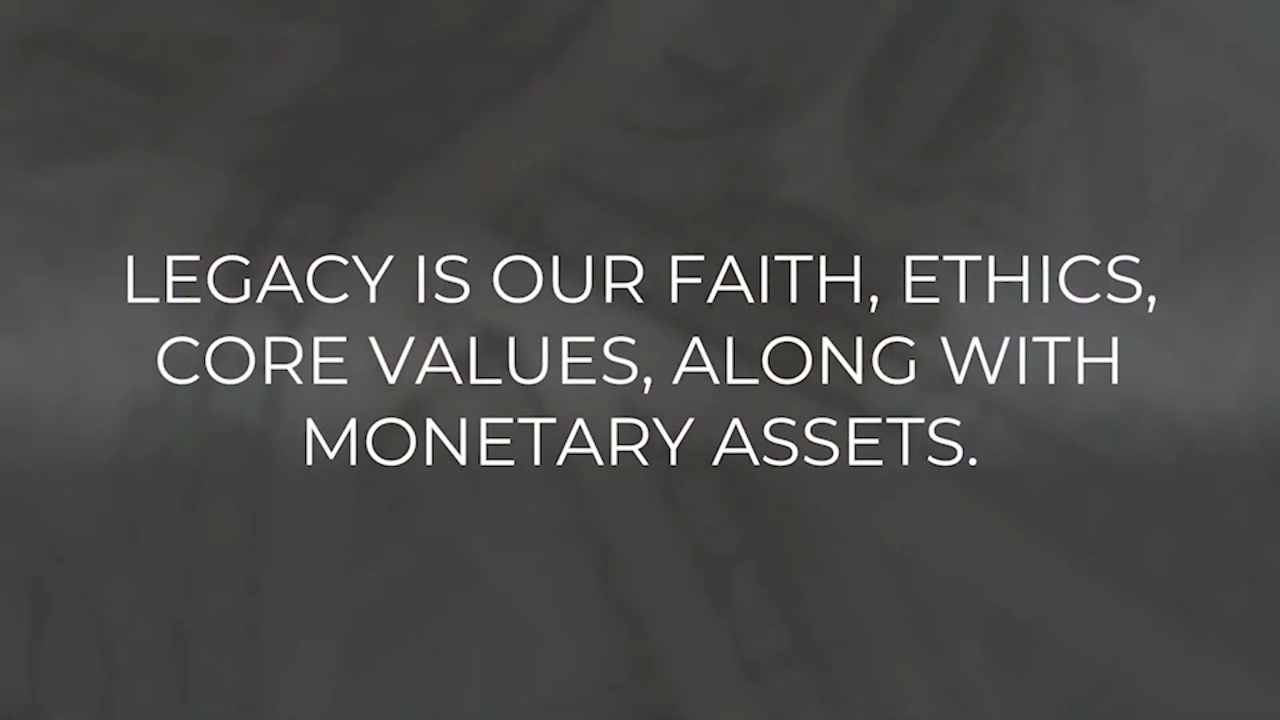 LEGACY IS OUR FAITH, ETHICS,
CORE VALUES, ALONG WITH
MONETARY ASSETS.